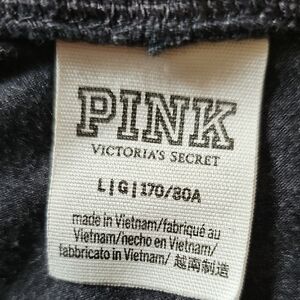 PINK
VICTORIA'S SECRET
L|G|170/80A
made in Vietnam/fabriqué au
Vietnam/hecho en Vietnam/
fabbricato in Vietnam/ 越南制造